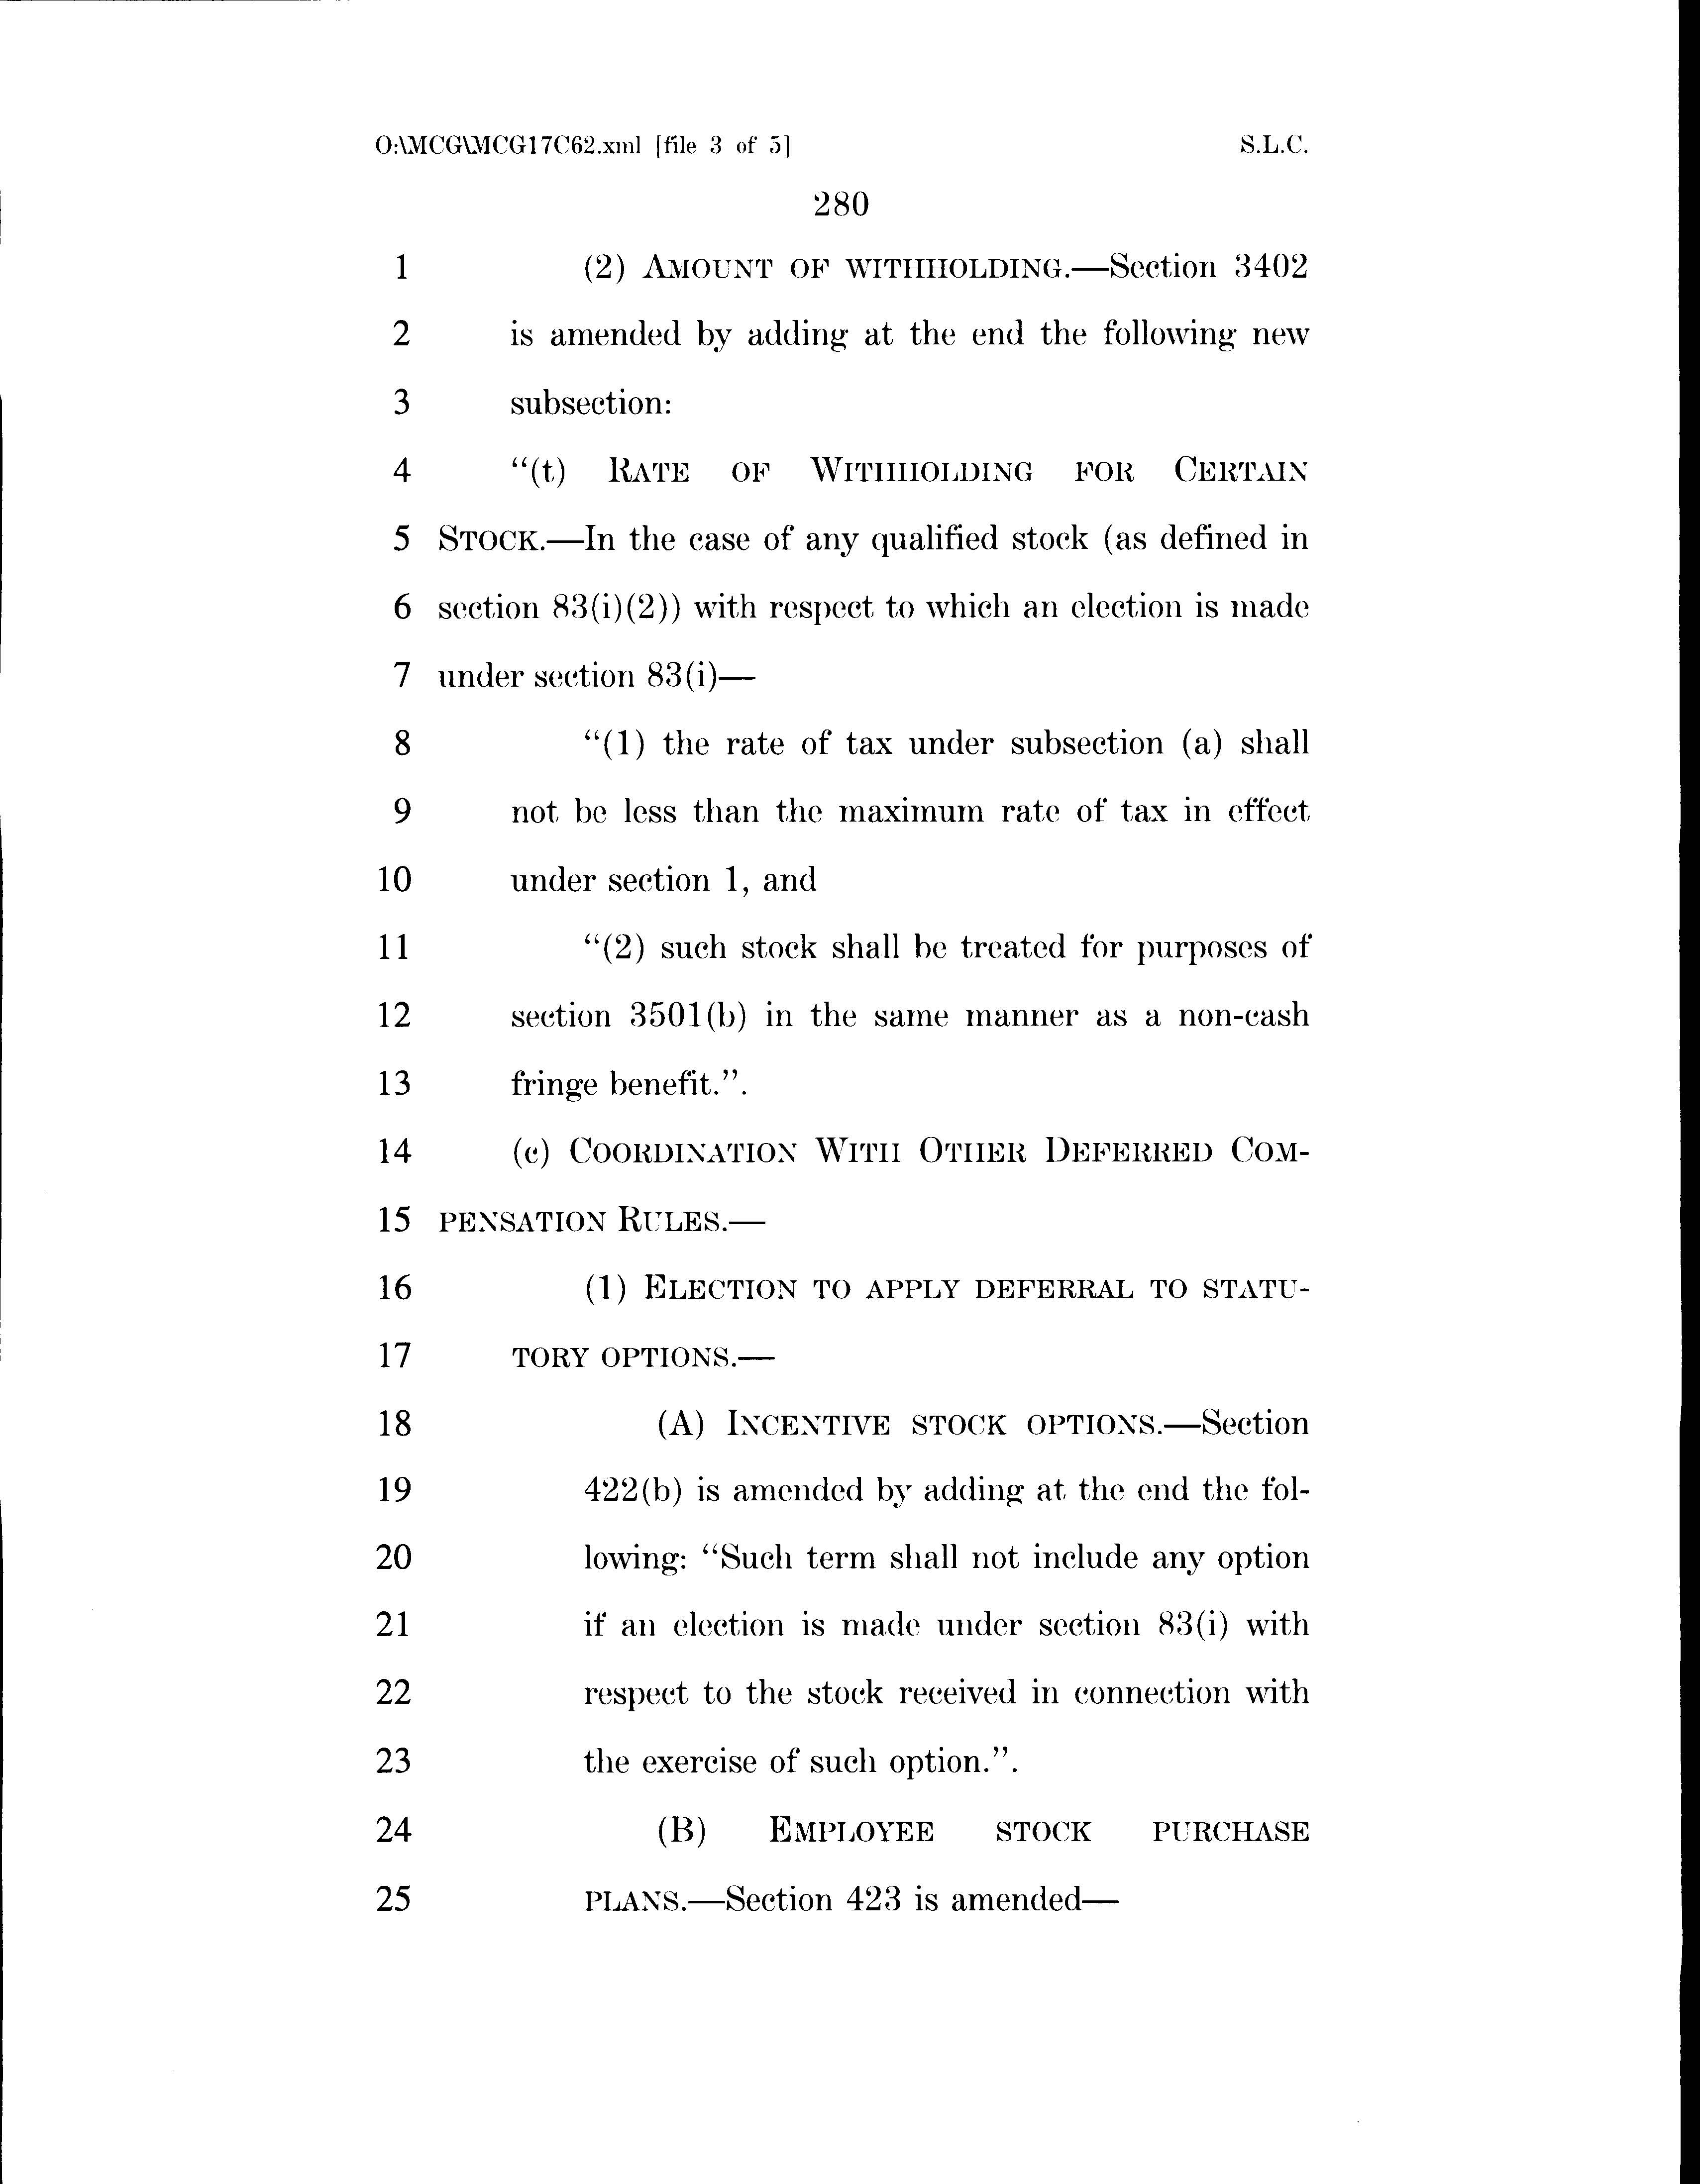 O:\MCG\MCG17C62.xml [file 3 of 5] S.L.C.
280
1 (2) AMOUNT OF WITHHOLDING.—Section 3402
2 is amended by adding at the end the following new
3 subsection:
4 “(t) RATE OF WITHHOLDING FOR CERTAIN
5 STOCK.—In the case of any qualified stock (as defined in
6 section 83(i)(2)) with respect to which an election is made
7 under section 83(i)—
8 “(1) the rate of tax under subsection (a) shall
9 not be less than the maximum rate of tax in effect
10 under section 1, and
11 “(2) such stock shall be treated for purposes of
12 section 3501(b) in the same manner as a non-cash
13 fringe benefit.”.
14 (c) COORDINATION WITH OTHER DEFERRED COM-
15 PENSATION RULES.—
16 (1) ELECTION TO APPLY DEFERRAL TO STATU-
17 TORY OPTIONS.—
18 (A) INCENTIVE STOCK OPTIONS.—Section
19 422(b) is amended by adding at the end the fol-
20 lowing: “Such term shall not include any option
21 if an election is made under section 83(i) with
22 respect to the stock received in connection with
23 the exercise of such option.”.
24 (B) EMPLOYEE STOCK PURCHASE
25 PLANS.—Section 423 is amended—